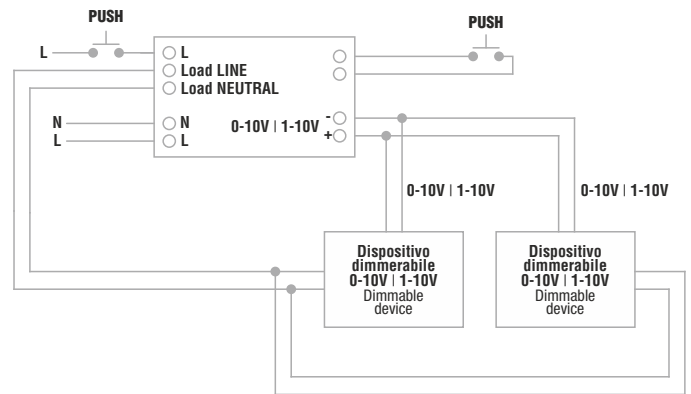 PUSH
PUSH
L
L
Load LINE
Load NEUTRAL
N
N
0-10V | 1-10V
-
+
L
L
0-10V | 1-10V
0-10V | 1-10V
Dispositivo
dimmerabile
0-10V | 1-10V
Dimmable
device
Dispositivo
dimmerabile
0-10V | 1-10V
Dimmable
device